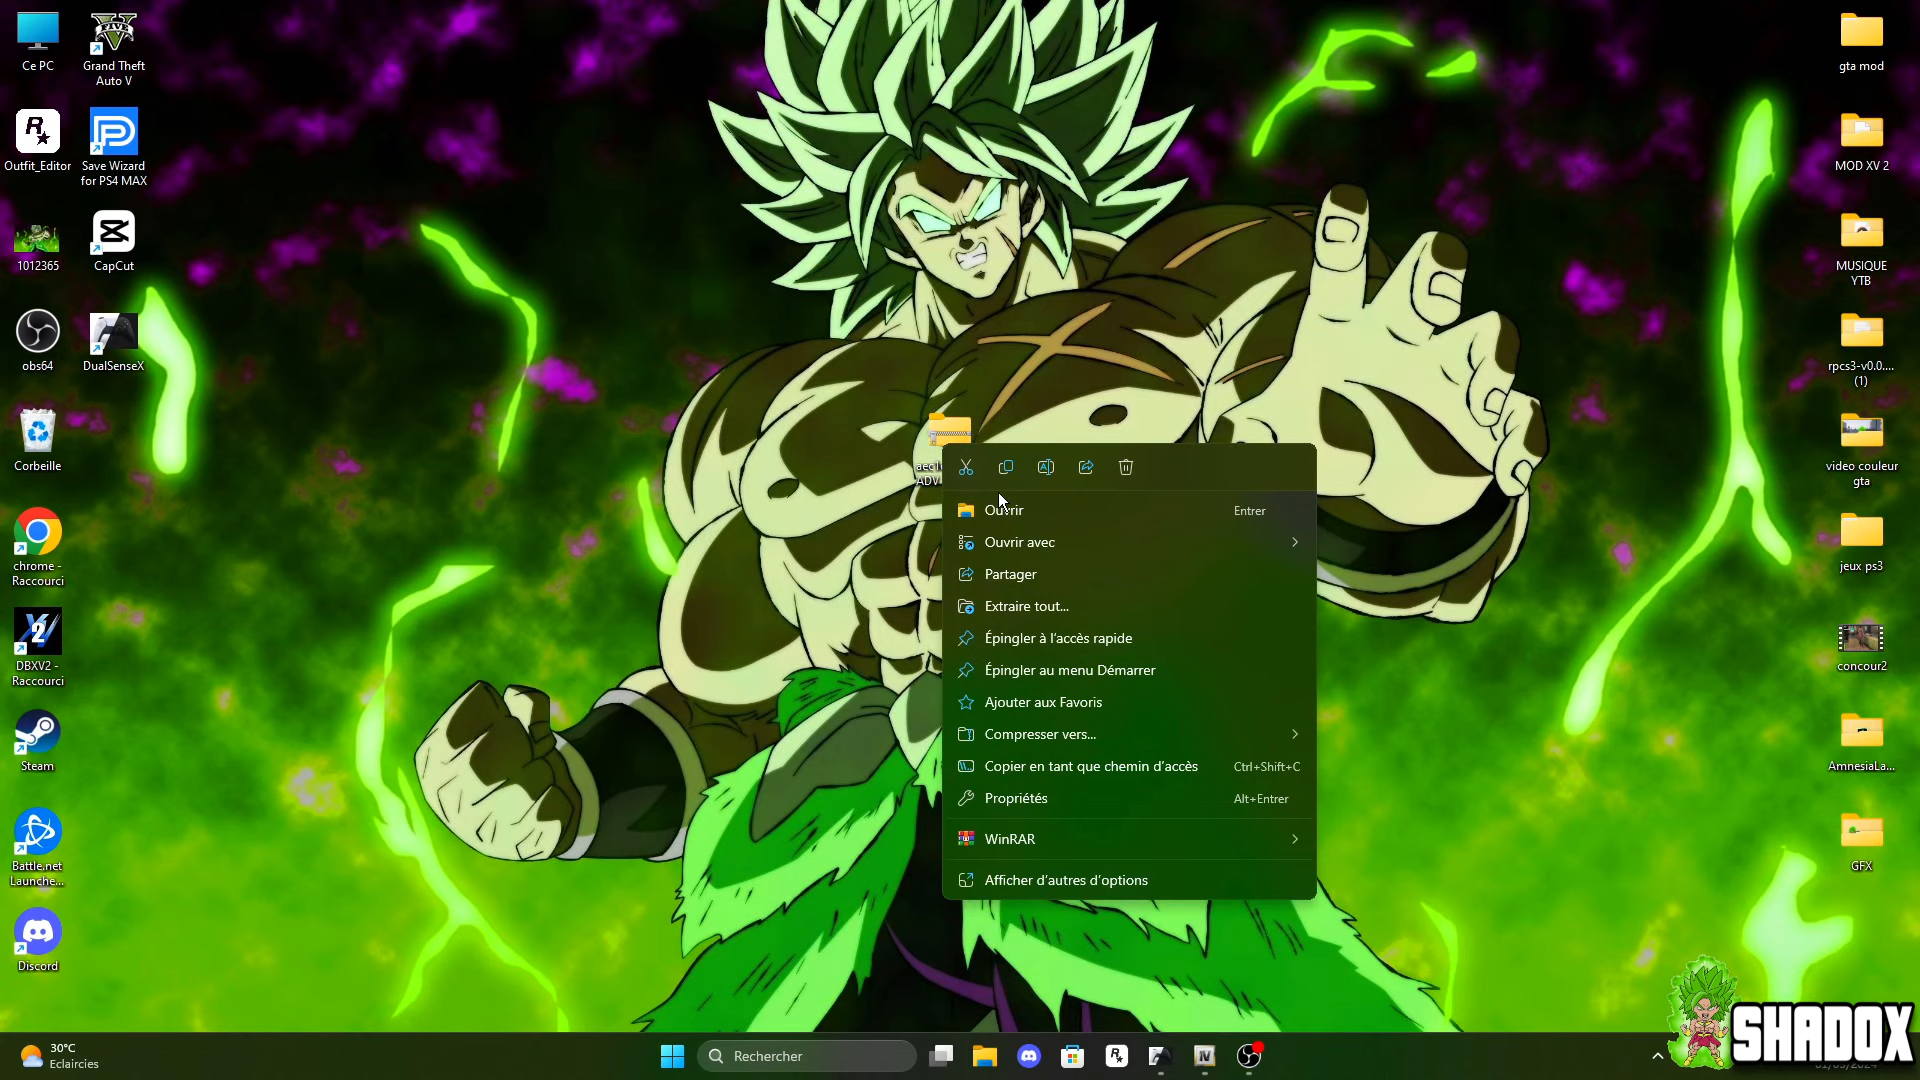 Ce PC
Grand Theft
Auto V
Outfit_Editor
Save Wizard
for PS4 MAX
1012365
CapCut
obs64
DualSenseX
Corbeille
chrome -
Raccourci
DBXV2 -
Raccourci
Steam
Battle.net
Launche...
Discord
Ouvrir
Entrer
Ouvrir avec
Partager
Extraire tout...
Épingler à l'accès rapide
Épingler au menu Démarrer
Ajouter aux Favoris
Compresser vers...
Copier en tant que chemin d'accès
Ctrl+Shift+C
Propriétés
Alt+Entrer
WinRAR
Afficher d'autres d'options
gta mod
MOD XV 2
MUSIQUE
YTB
rpcs3-v0.0....
(1)
video couleur
gta
jeux ps3
concour2
AmnesiaLa...
GFX
SHADOX
30°C
Eclaircies
Rechercher